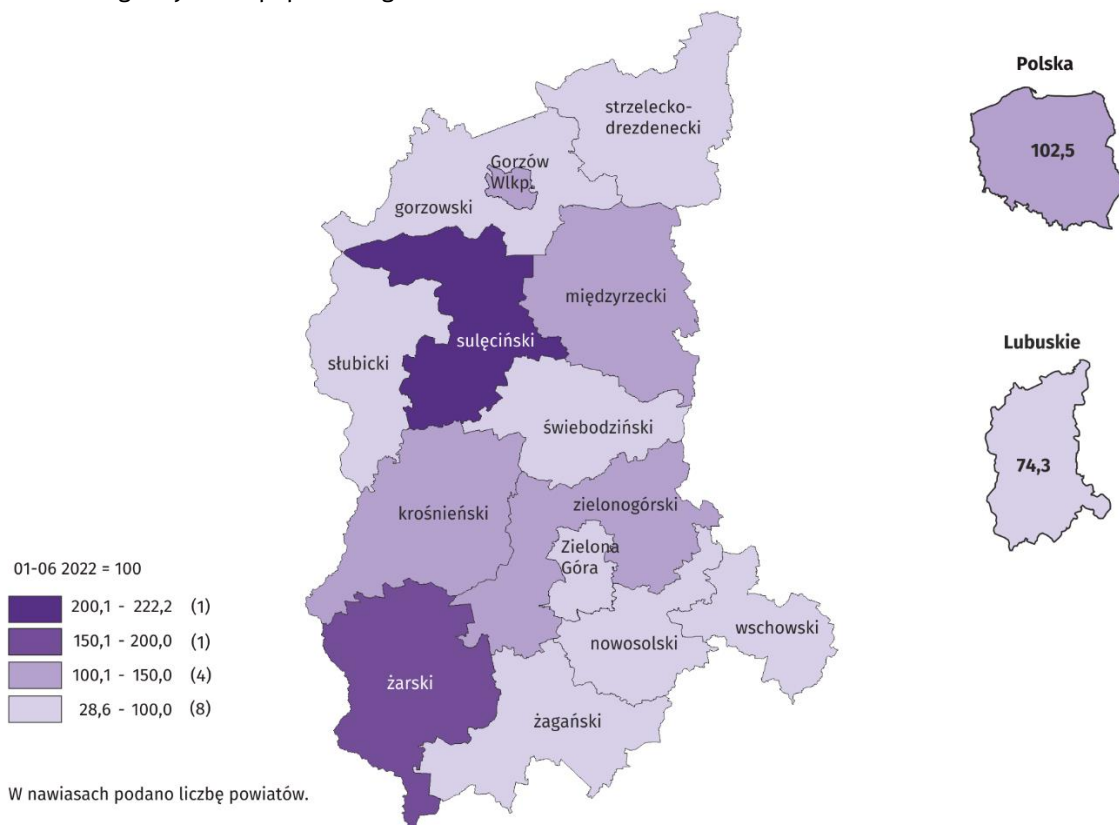 strzelecko-
drezdenecki
Gorzów
Wlkp.
gorzowski
międzyrzecki
sulęciński
słubicki
świebodziński
krośnieński
zielonogórski
Zielona
Góra
wschowski
nowosolski
żarski
żagański
Polska
102,5
Lubuskie
74,3
01-06 2022 = 100
200,1 - 222,2 (1)
150,1 - 200,0 (1)
100,1 - 150,0 (4)
28,6 - 100,0 (8)
W nawiasach podano liczbę powiatów.